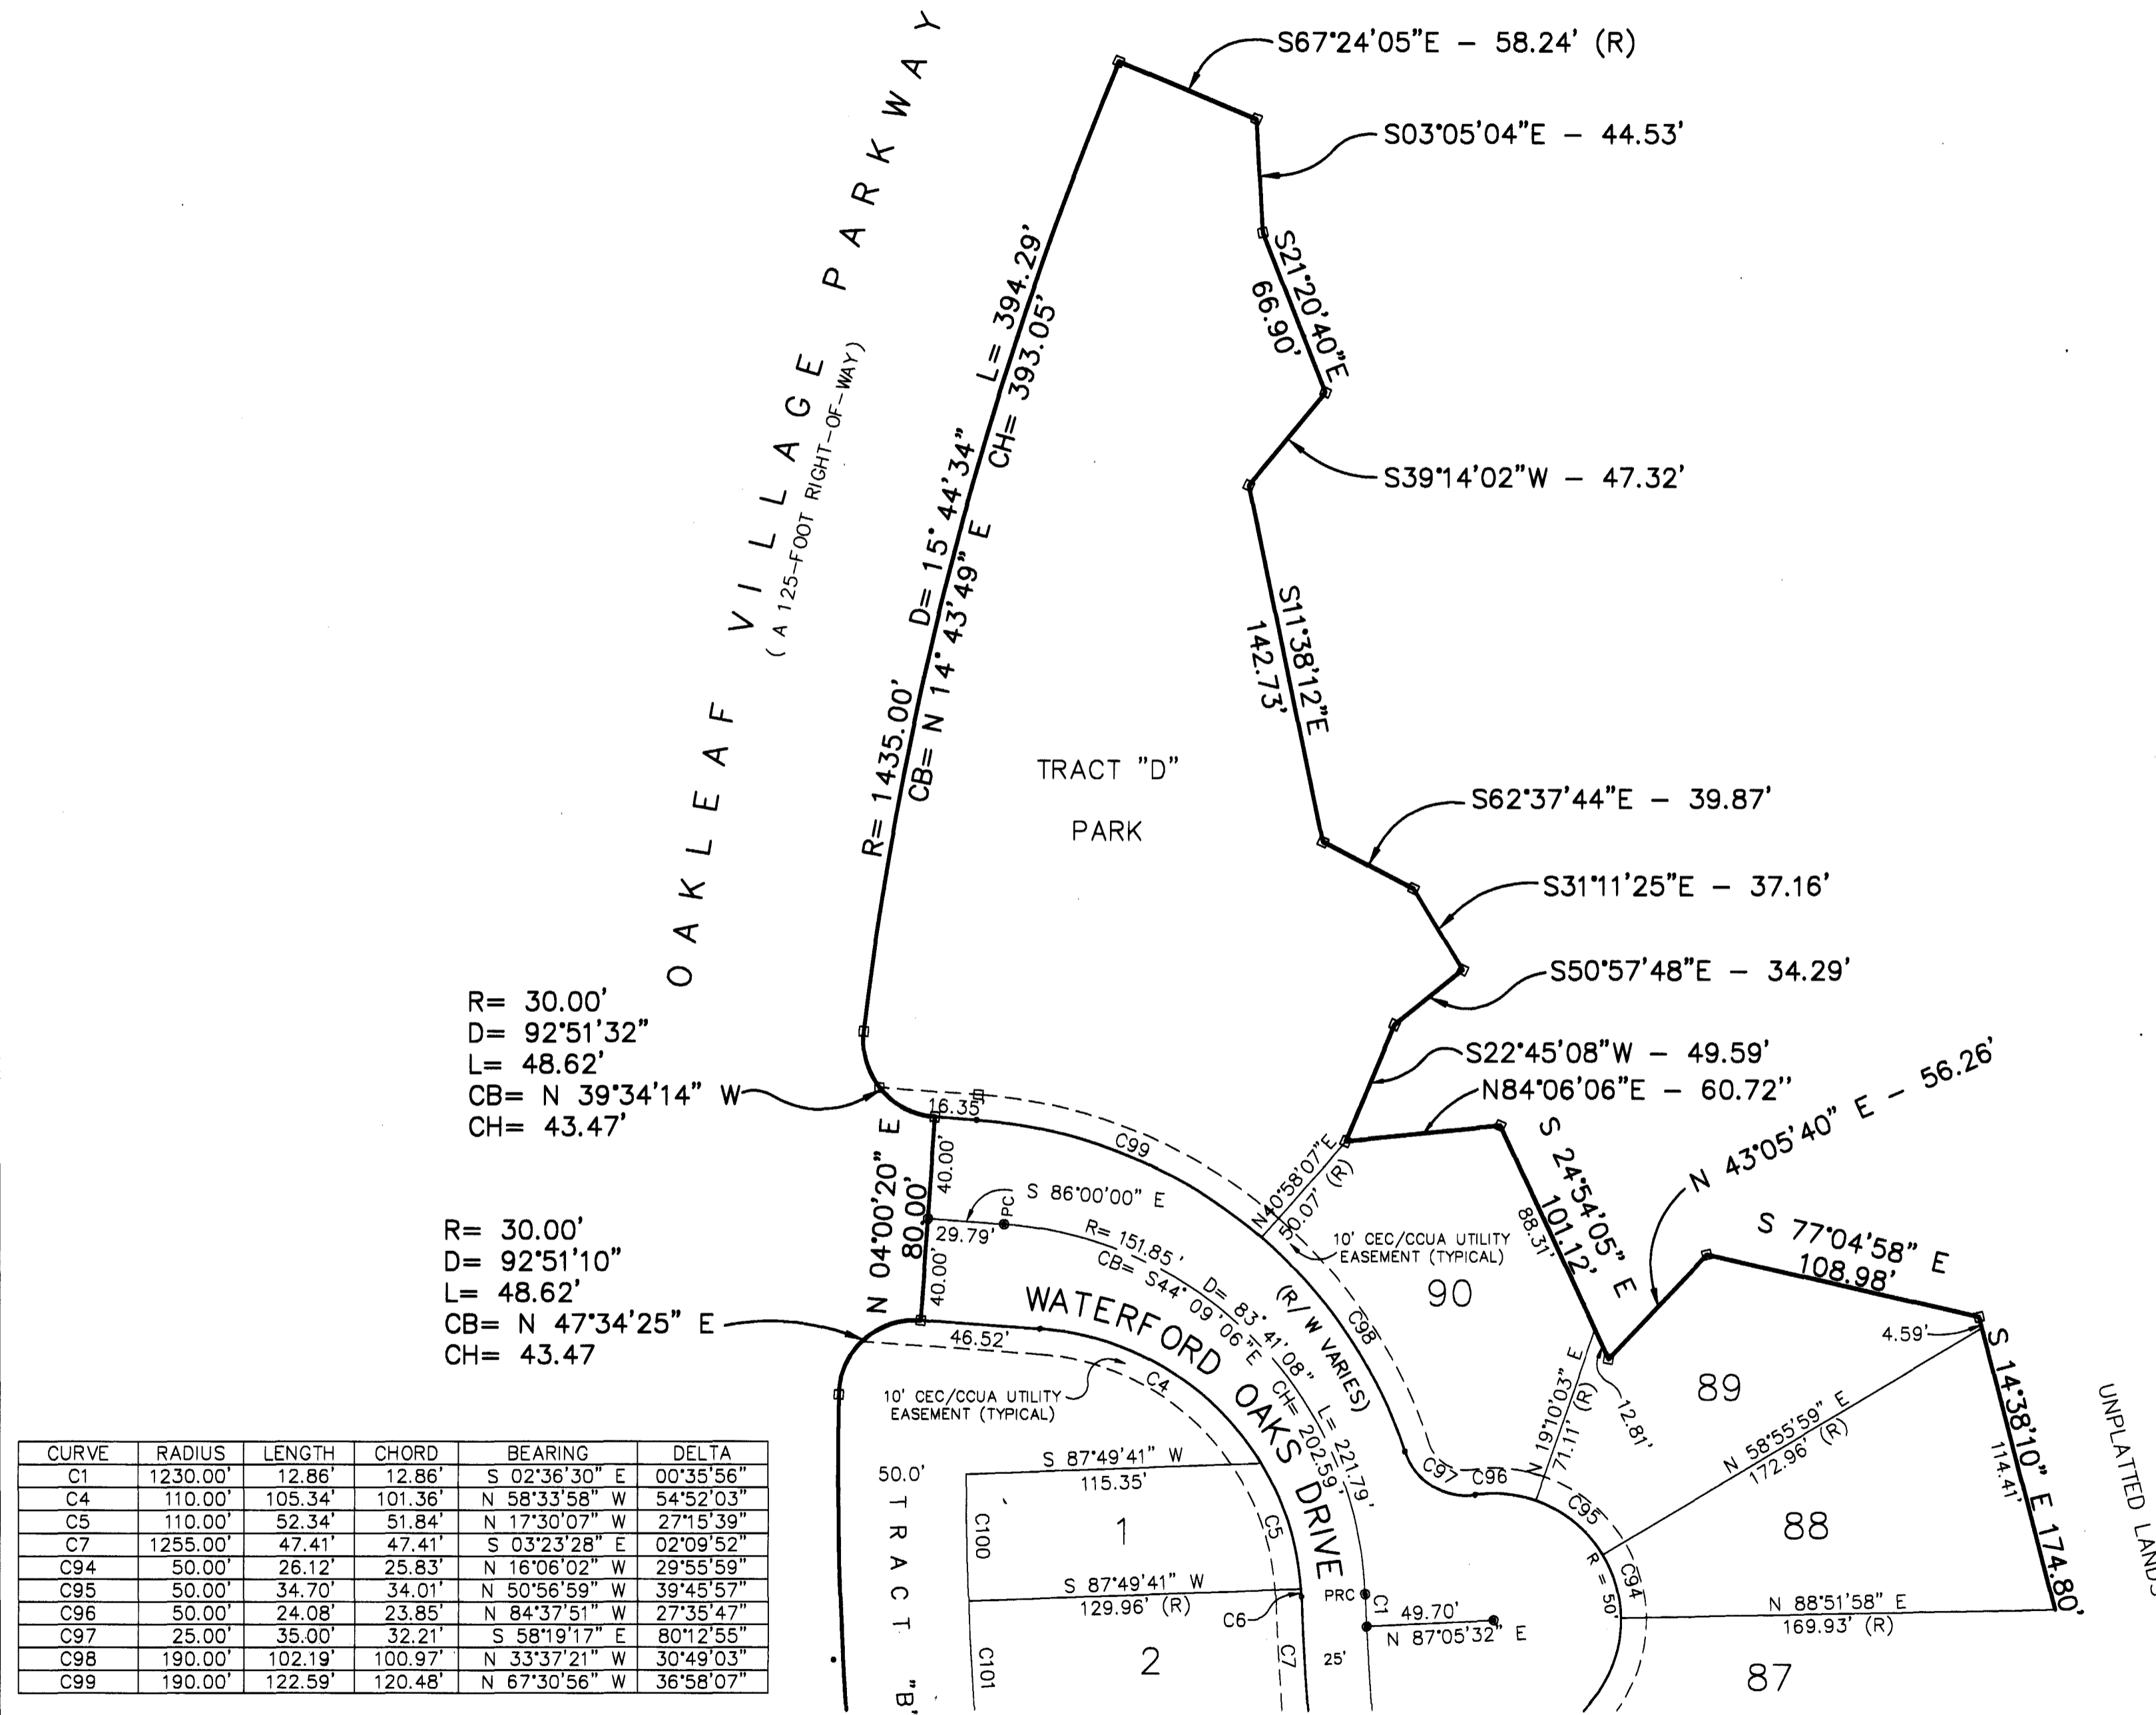 S67°24'05"E – 58.24' (R)
S03°05'04"E – 44.53'
S21°20'40"E
66.90'
S39°14'02"W – 47.32'
S11°38'12"E
142.73'
S62°37'44"E – 39.87'
S31°11'25"E – 37.16'
S50°57'48"E – 34.29'
S22°45'08"W – 49.59'
N84°06'06"E – 60.72''
N 43°05'40" E – 56.26'
S 24°54'05" E
101.12'
88.31'
S 77°04'58" E
108.98'
4.59'
S 14°38'10" E 174.80'
114.41'
UNPLATTED LANDS
OAKLEAF VILLAGE PARKWAY
( A 125–FOOT RIGHT–OF–WAY)
R= 1435.00' D= 15° 44'34" L= 394.29'
CB= N 14° 43'49" E CH= 393.05'
TRACT "D"
PARK
R= 30.00'
D= 92°51'32"
L= 48.62'
CB= N 39°34'14" W
CH= 43.47'
R= 30.00'
D= 92°51'10"
L= 48.62'
CB= N 47°34'25" E
CH= 43.47
N 04°00'20" E
80.00'
40.00'
40.00'
16.35'
C99
S 86°00'00" E
29.79'
PC
R= 151.85' D= 83° 41'08" L= 221.79'
CB= S44° 09'06"E CH= 202.59'
WATERFORD OAKS DRIVE
(R/W VARIES)
N40°58'07"E
50.07' (R)
10' CEC/CCUA UTILITY
EASEMENT (TYPICAL)
90
C98
46.52'
10' CEC/CCUA UTILITY
EASEMENT (TYPICAL)
C4
N 19°10'03" E
71.11' (R)
12.81'
89
N 58°55'59" E
172.96' (R)
88
C97
C96
C95
C94
R = 50'
N 88°51'58" E
169.93' (R)
87
50.0'
TRACT "B"
S 87°49'41" W
115.35'
C100
1
C5
S 87°49'41" W
129.96' (R)
C6
C101
2
C7
25'
PRC
C1
49.70'
N 87°05'32" E
CURVE RADIUS LENGTH CHORD BEARING DELTA
C1 1230.00' 12.86' 12.86' S 02°36'30" E 00°35'56"
C4 110.00' 105.34' 101.36' N 58°33'58" W 54°52'03"
C5 110.00' 52.34' 51.84' N 17°30'07" W 27°15'39"
C7 1255.00' 47.41' 47.41' S 03°23'28" E 02°09'52"
C94 50.00' 26.12' 25.83' N 16°06'02" W 29°55'59"
C95 50.00' 34.70' 34.01' N 50°56'59" W 39°45'57"
C96 50.00' 24.08' 23.85' N 84°37'51" W 27°35'47"
C97 25.00' 35.00' 32.21' S 58°19'17" E 80°12'55"
C98 190.00' 102.19' 100.97' N 33°37'21" W 30°49'03"
C99 190.00' 122.59' 120.48' N 67°30'56" W 36°58'07"